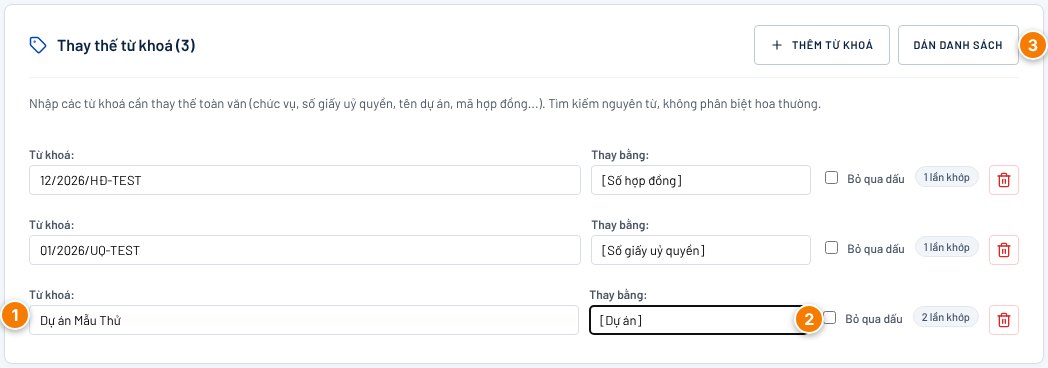 Thay thế từ khoá (3)
+ THÊM TỪ KHOÁ
DÁN DANH SÁCH
3
Nhập các từ khoá cần thay thế toàn văn (chức vụ, số giấy uỷ quyền, tên dự án, mã hợp đồng...). Tìm kiếm nguyên từ, không phân biệt hoa thường.
Từ khoá:
Thay bằng:
12/2026/HĐ-TEST
[Số hợp đồng]
Bỏ qua dấu
1 lần khớp
Từ khoá:
Thay bằng:
01/2026/UQ-TEST
[Số giấy uỷ quyền]
Bỏ qua dấu
1 lần khớp
Từ khoá:
Thay bằng:
1
Dự án Mẫu Thử
[Dự án]
2
Bỏ qua dấu
2 lần khớp